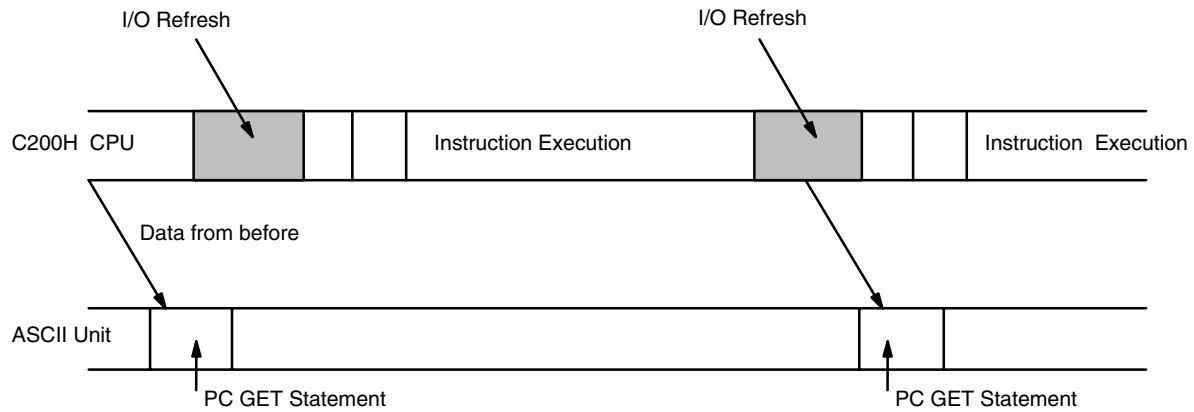 I/O Refresh
I/O Refresh
C200H CPU
Instruction Execution
Instruction Execution
Data from before
ASCII Unit
PC GET Statement
PC GET Statement